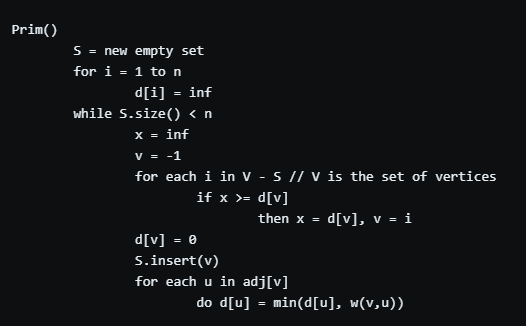 Prim()
        S = new empty set
        for i = 1 to n
                d[i] = inf
        while S.size() < n
                x = inf
                v = -1
                for each i in V - S // V is the set of vertices
                        if x >= d[v]
                                then x = d[v], v = i
                d[v] = 0
                S.insert(v)
                for each u in adj[v]
                        do d[u] = min(d[u], w(v,u))